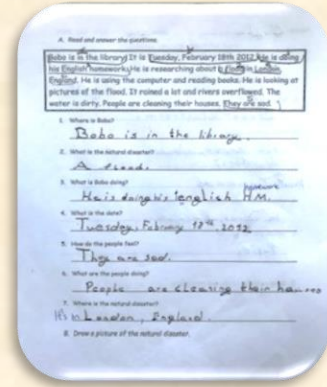 A. Read and answer the questions.
Bobo is in the library. It is Tuesday, February 18th 2012. He is doing
his English homework. He is researching about a flood in London,
England. He is using the computer and reading books. He is looking at
pictures of the flood. It rained a lot and rivers overflowed. The
water is dirty. People are cleaning their houses. They are sad.
1. Where is Bobo?
Bobo is in the library.
2. What is the natural disaster?
A flood.
3. What is Bobo doing?
homework
He is doing his English H.M.
4. What is the date?
Tuesday, February 18th, 2012
5. How do the people feel?
They are sad.
6. What are the people doing?
People are cleaning their houses
7. Where is the natural disaster?
It's in London, England.
8. Draw a picture of the natural disaster.